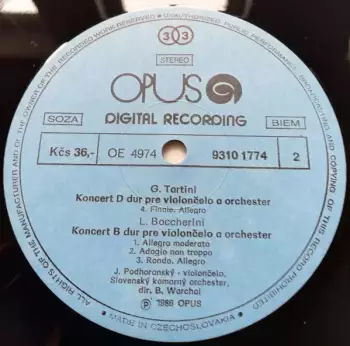 33
STEREO
OPUS
SOZA DIGITAL RECORDING BIEM
Kčs 36,- OE 4974 9310 1774 2
G. Tartini
Koncert D dur pre violončelo a orchester
4. Finale. Allegro
L. Boccherini
Koncert B dur pre violončelo a orchester
1. Allegro moderato
2. Adagio non troppo
3. Rondo. Allegro
J. Podhoranský - violončelo,
Slovenský komorný orchester,
dir. B. Warchal
Ⓟ 1986 OPUS
ALL RIGHTS OF THE MANUFACTURER AND OF THE OWNER OF THE RECORDED WORK RESERVED • UNAUTHORIZED PUBLIC PERFORMANCE, BROADCASTING AND COPYING OF THIS RECORD PROHIBITED
• MADE IN CZECHOSLOVAKIA •